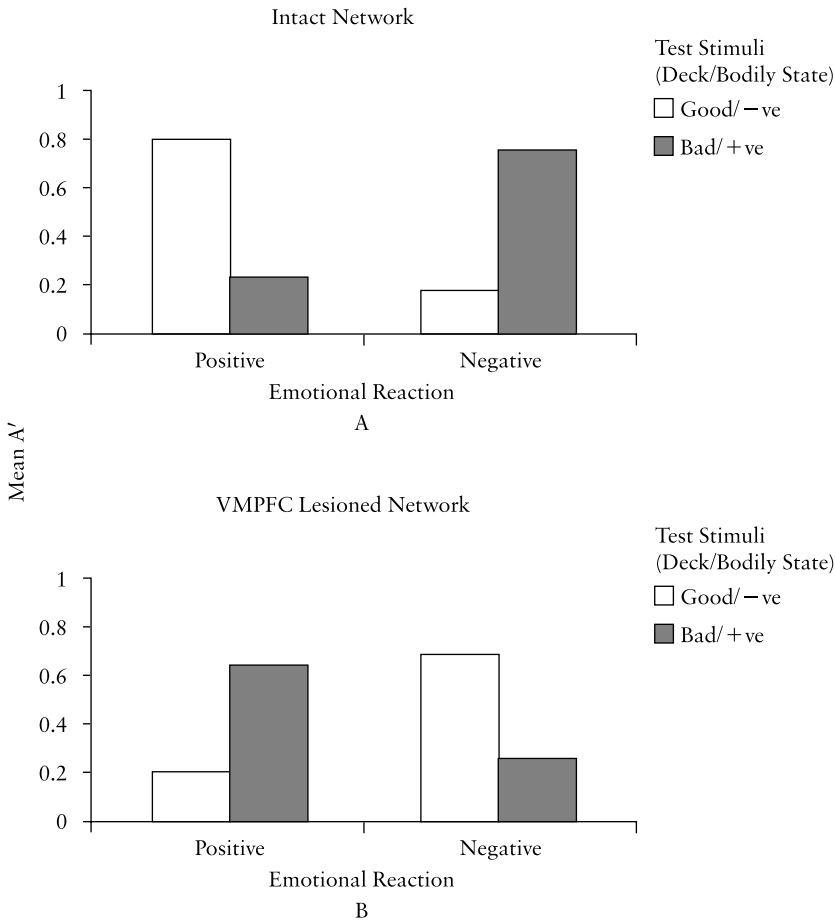 Intact Network
Test Stimuli
(Deck/Bodily State)
Good/−ve
Bad/+ve
1
0.8
0.6
0.4
0.2
0
Positive
Negative
Emotional Reaction
A
Mean A′
VMPFC Lesioned Network
Test Stimuli
(Deck/Bodily State)
Good/−ve
Bad/+ve
1
0.8
0.6
0.4
0.2
0
Positive
Negative
Emotional Reaction
B